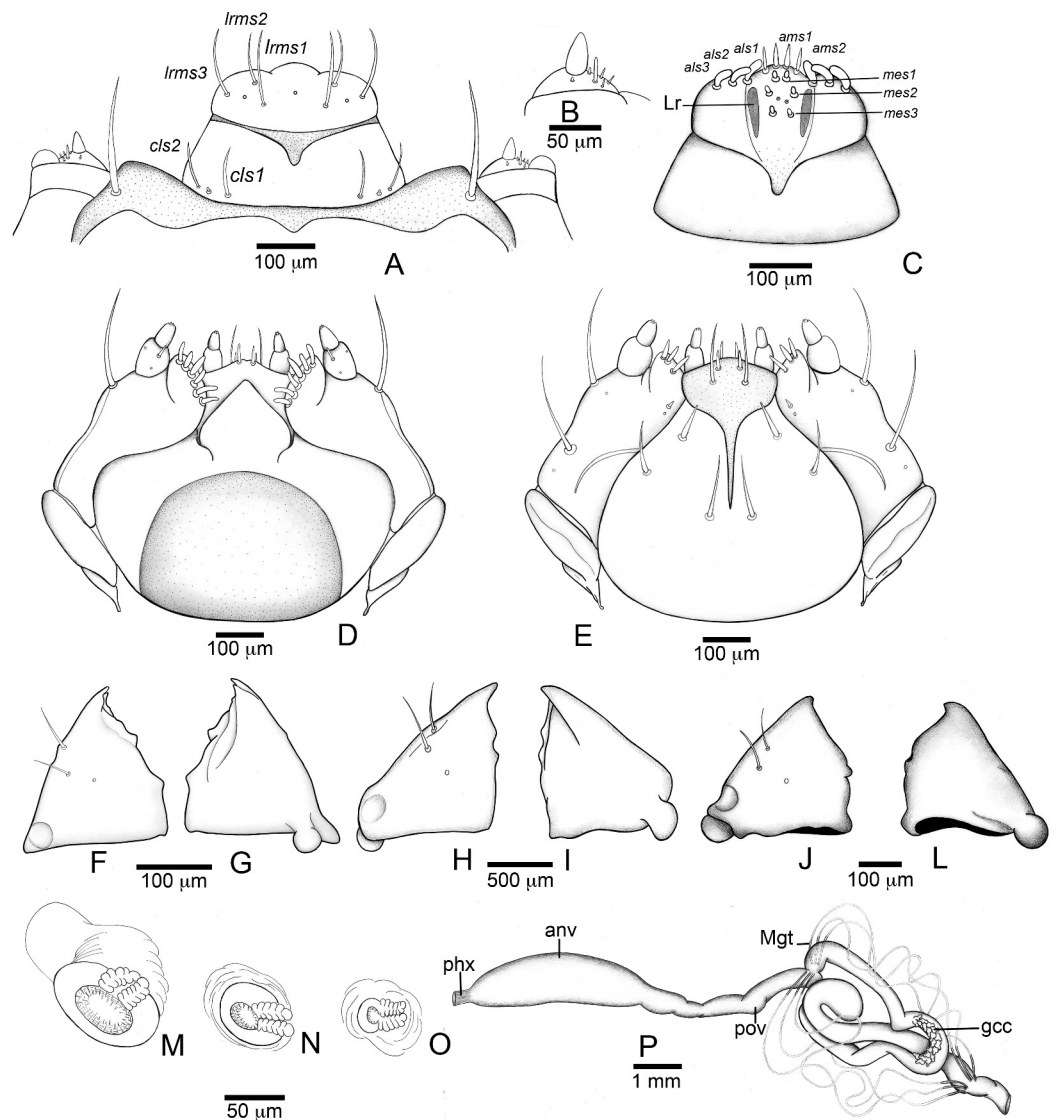 lrms2
lrms1
lrms3
cls2
cls1
100 µm
A
B
50 µm
ams1
als1
ams2
als2
als3
mes1
mes2
Lr
mes3
100 µm
C
D
100 µm
E
100 µm
F
G
100 µm
H
I
500 µm
J
L
100 µm
M
N
O
50 µm
phx
anv
Mgt
pov
gcc
P
1 mm